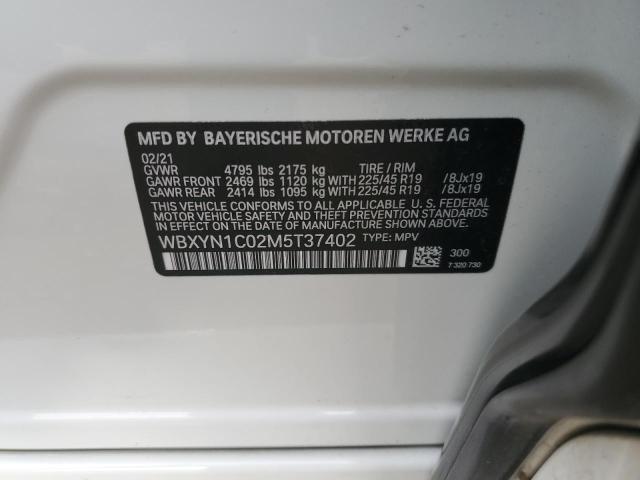 MFD BY BAYERISCHE MOTOREN WERKE AG
02/21
GVWR 4795 lbs 2175 kg TIRE / RIM
GAWR FRONT 2469 lbs 1120 kg WITH 225/45 R19 /8Jx19
GAWR REAR 2414 lbs 1095 kg WITH 225/45 R19 /8Jx19
THIS VEHICLE CONFORMS TO ALL APPLICABLE U.S. FEDERAL
MOTOR VEHICLE SAFETY, BUMPER, AND THEFT PREVENTION
STANDARDS IN EFFECT ON THE DATE OF MANUFACTURE SHOWN ABOVE.
WBXYN1C02M5T37402 TYPE: MPV
300
7 320 730